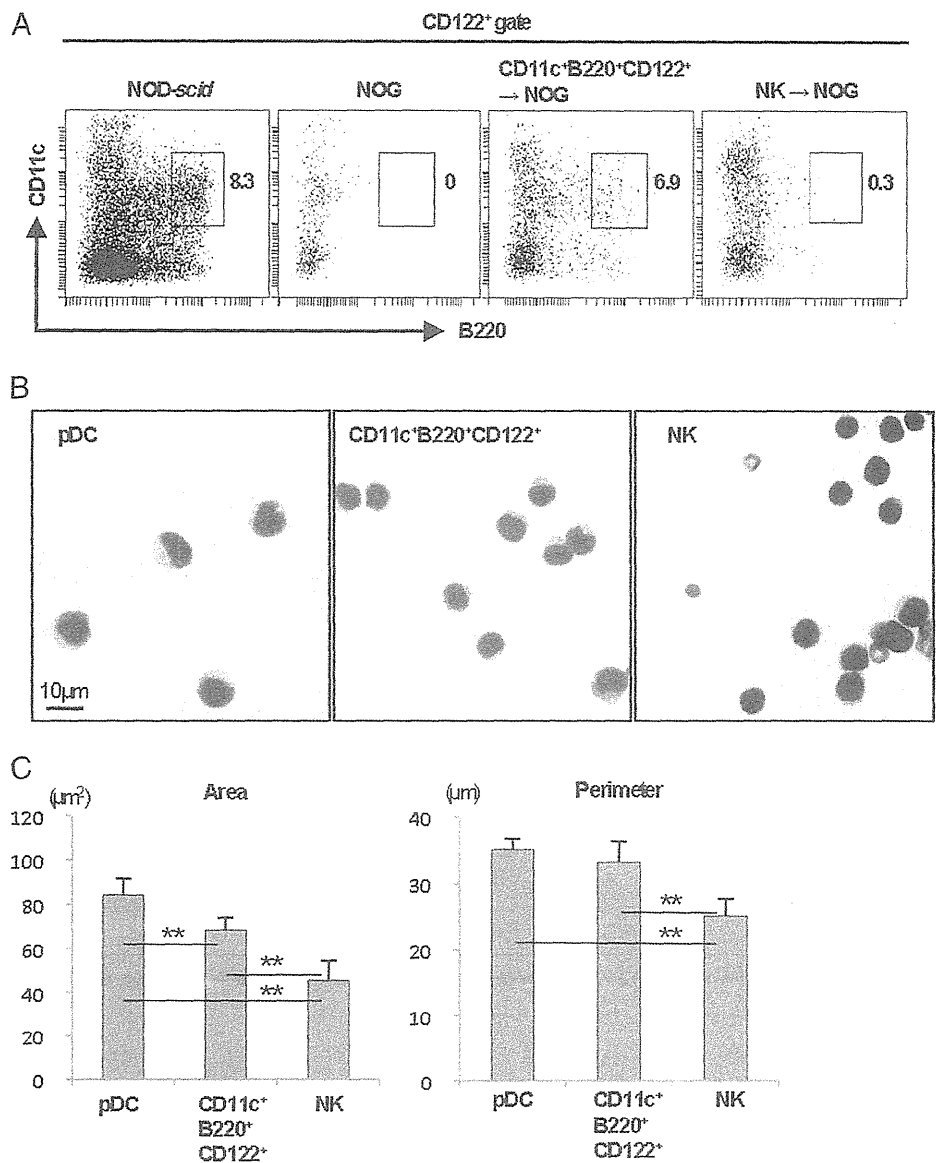 A
CD122⁺ gate
NOD-scid
NOG
CD11c⁺B220⁺CD122⁺
→ NOG
NK → NOG
CD11c
8.3
0
6.9
0.3
B220
B
pDC
CD11c⁺B220⁺CD122⁺
NK
10μm
C
(μm²)
Area
120
100
80
60
40
20
0
**
**
**
pDC
CD11c⁺
B220⁺
CD122⁺
NK
(μm)
Perimeter
40
30
20
10
0
**
**
pDC
CD11c⁺
B220⁺
CD122⁺
NK